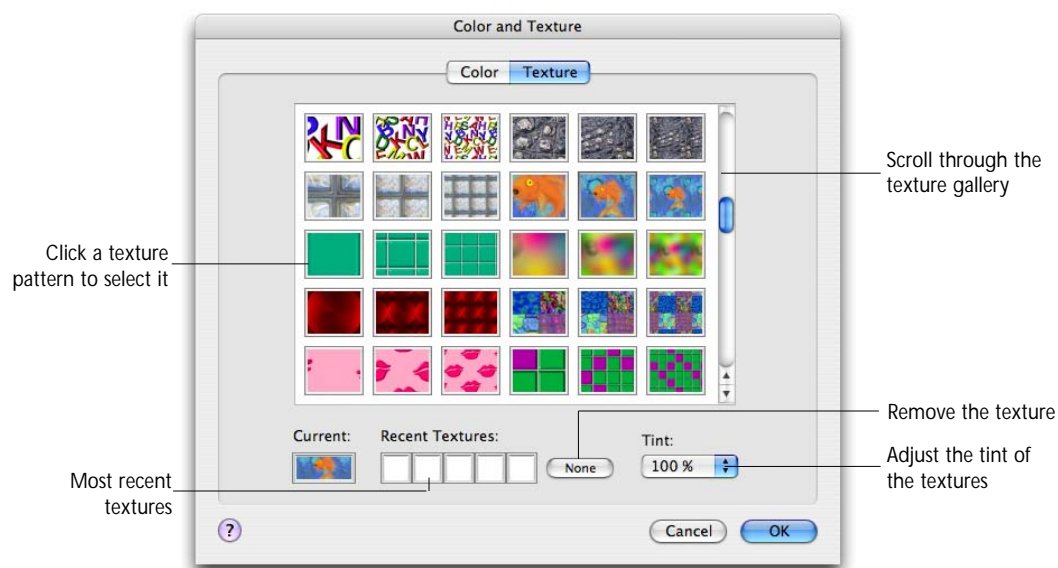 Color and Texture
Color Texture
Scroll through the
texture gallery
Click a texture
pattern to select it
Current:
Recent Textures:
None
Tint:
100 %
Remove the texture
Adjust the tint of
the textures
Most recent
textures
?
Cancel
OK